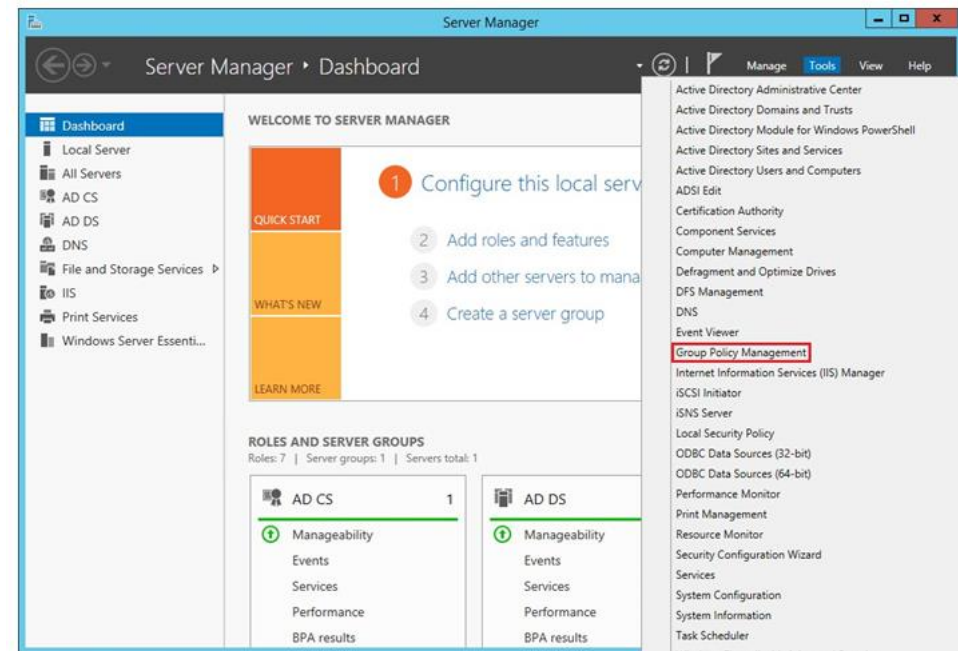 Server Manager
Server Manager • Dashboard
Manage Tools View Help
Dashboard
Local Server
All Servers
AD CS
AD DS
DNS
File and Storage Services
IIS
Print Services
Windows Server Essenti...
WELCOME TO SERVER MANAGER
QUICK START
WHAT'S NEW
LEARN MORE
1 Configure this local serv
2 Add roles and features
3 Add other servers to mana
4 Create a server group
ROLES AND SERVER GROUPS
Roles: 7 | Server groups: 1 | Servers total: 1
AD CS 1
Manageability
Events
Services
Performance
BPA results
AD DS
Manageability
Events
Services
Performance
BPA results
Active Directory Administrative Center
Active Directory Domains and Trusts
Active Directory Module for Windows PowerShell
Active Directory Sites and Services
Active Directory Users and Computers
ADSI Edit
Certification Authority
Component Services
Computer Management
Defragment and Optimize Drives
DFS Management
DNS
Event Viewer
Group Policy Management
Internet Information Services (IIS) Manager
iSCSI Initiator
iSNS Server
Local Security Policy
ODBC Data Sources (32-bit)
ODBC Data Sources (64-bit)
Performance Monitor
Print Management
Resource Monitor
Security Configuration Wizard
Services
System Configuration
System Information
Task Scheduler